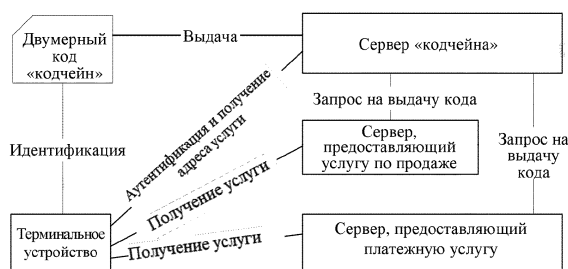 Двумерный
код
«кодчейн»
Выдача
Сервер «кодчейна»
Аутентификация и получение
адреса услуги
Запрос на выдачу кода
Идентификация
Сервер,
предоставляющий
услугу по продаже
Запрос на
выдачу
кода
Получение услуги
Терминальное
устройство
Получение услуги
Сервер, предоставляющий
платежную услугу